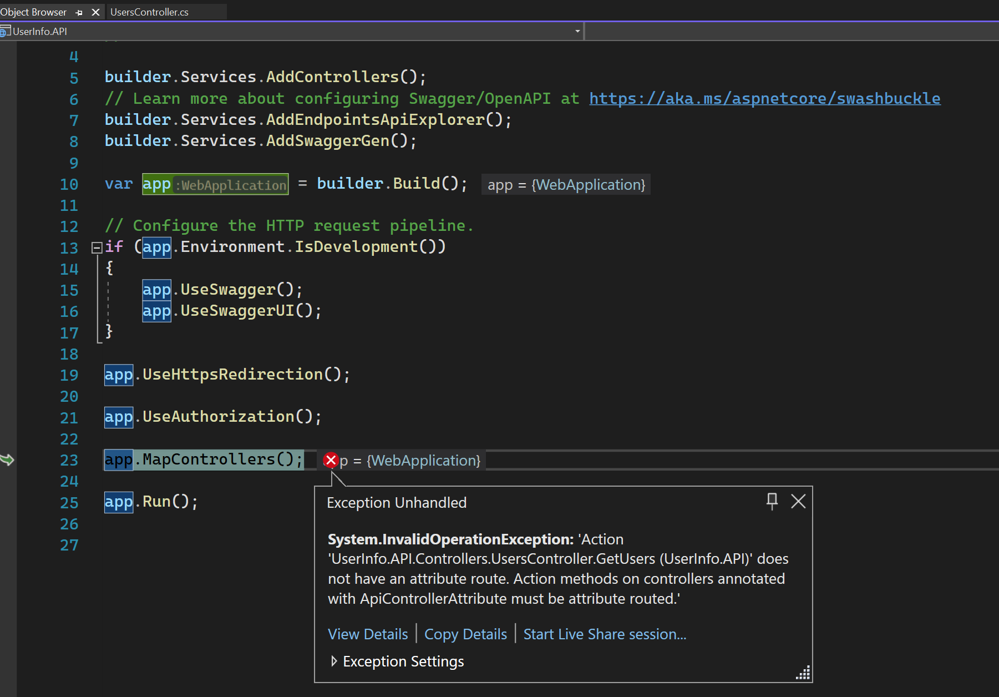 Object Browser
UsersController.cs
UserInfo.API
4
5 builder.Services.AddControllers();
6 // Learn more about configuring Swagger/OpenAPI at https://aka.ms/aspnetcore/swashbuckle
7 builder.Services.AddEndpointsApiExplorer();
8 builder.Services.AddSwaggerGen();
9
10 var app :WebApplication = builder.Build(); app = {WebApplication}
11
12 // Configure the HTTP request pipeline.
13 if (app.Environment.IsDevelopment())
14 {
15 app.UseSwagger();
16 app.UseSwaggerUI();
17 }
18
19 app.UseHttpsRedirection();
20
21 app.UseAuthorization();
22
23 app.MapControllers(); p = {WebApplication}
24
25 app.Run();
26
27
Exception Unhandled
System.InvalidOperationException: 'Action
'UserInfo.API.Controllers.UsersController.GetUsers (UserInfo.API)' does
not have an attribute route. Action methods on controllers annotated
with ApiControllerAttribute must be attribute routed.'
View Details | Copy Details | Start Live Share session...
Exception Settings